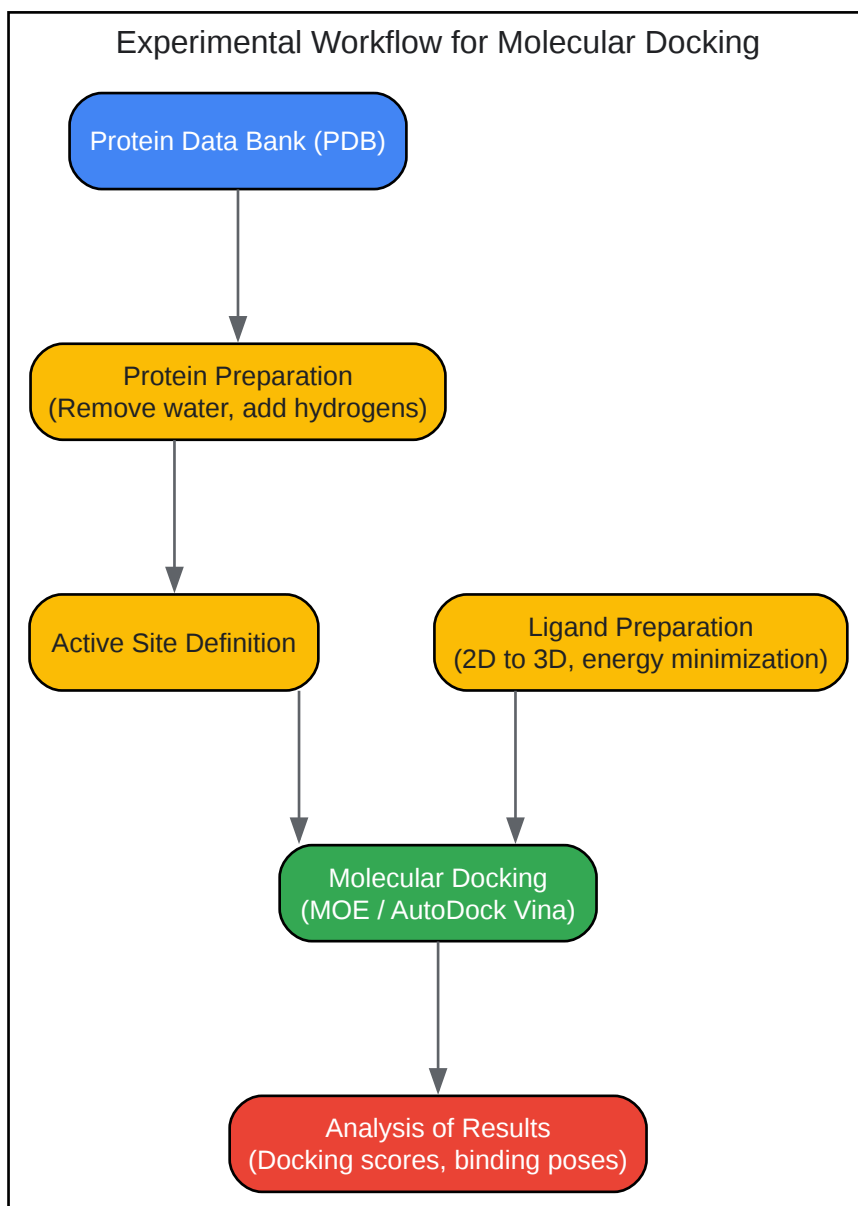 Experimental Workflow for Molecular Docking
Protein Data Bank (PDB)
Protein Preparation
(Remove water, add hydrogens)
Active Site Definition
Ligand Preparation
(2D to 3D, energy minimization)
Molecular Docking
(MOE / AutoDock Vina)
Analysis of Results
(Docking scores, binding poses)